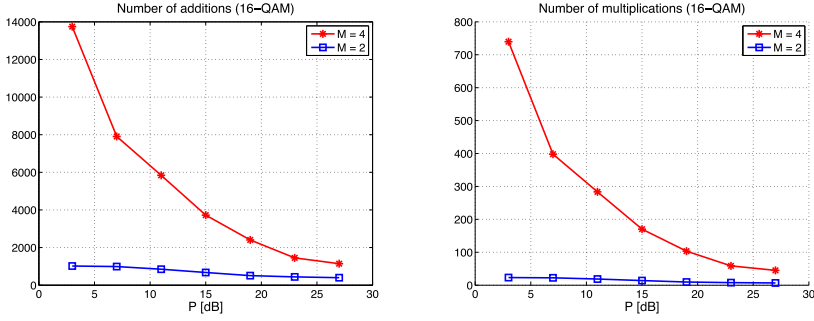 Number of additions (16−QAM)
14000
12000
10000
8000
6000
4000
2000
0
0 5 10 15 20 25 30
P [dB]
M = 4
M = 2
Number of multiplications (16−QAM)
800
700
600
500
400
300
200
100
0
0 5 10 15 20 25 30
P [dB]
M = 4
M = 2